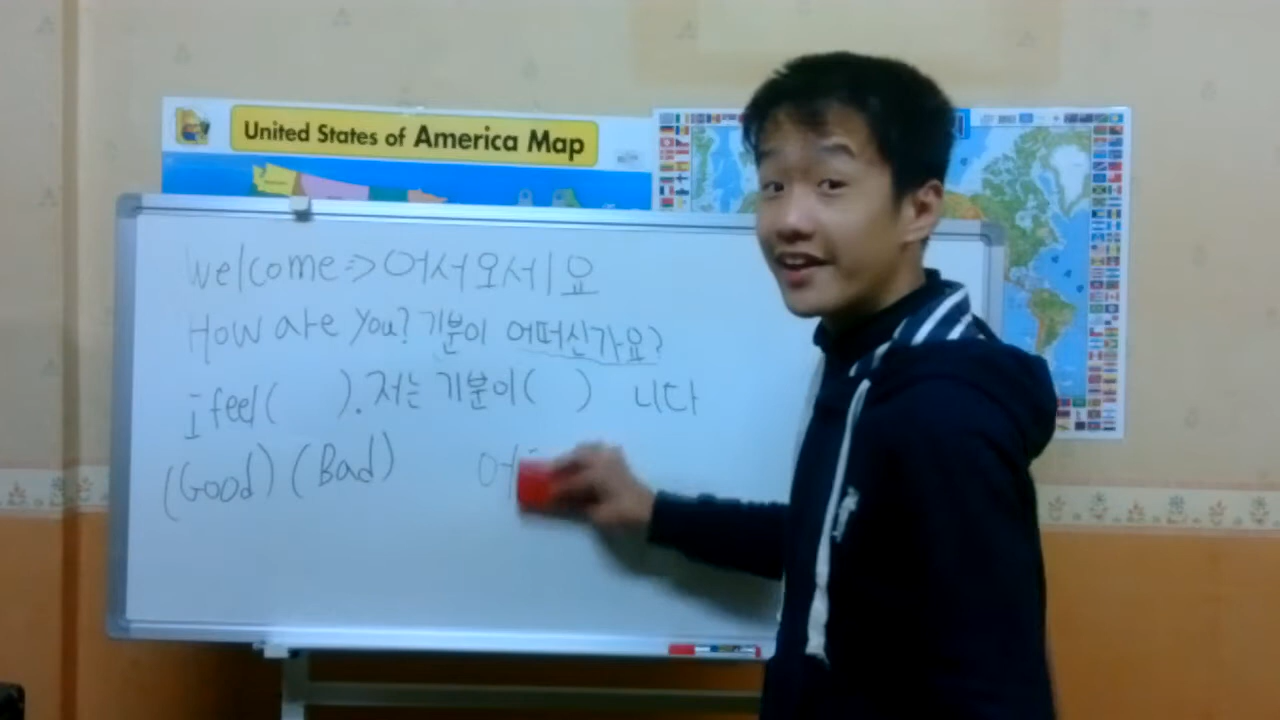 United States of America Map
Welcome => 어서오세요
How are you? 기분이 어떠신가요?
I feel (     ). 저는 기분이 (     ) 니다
(Good) (Bad)